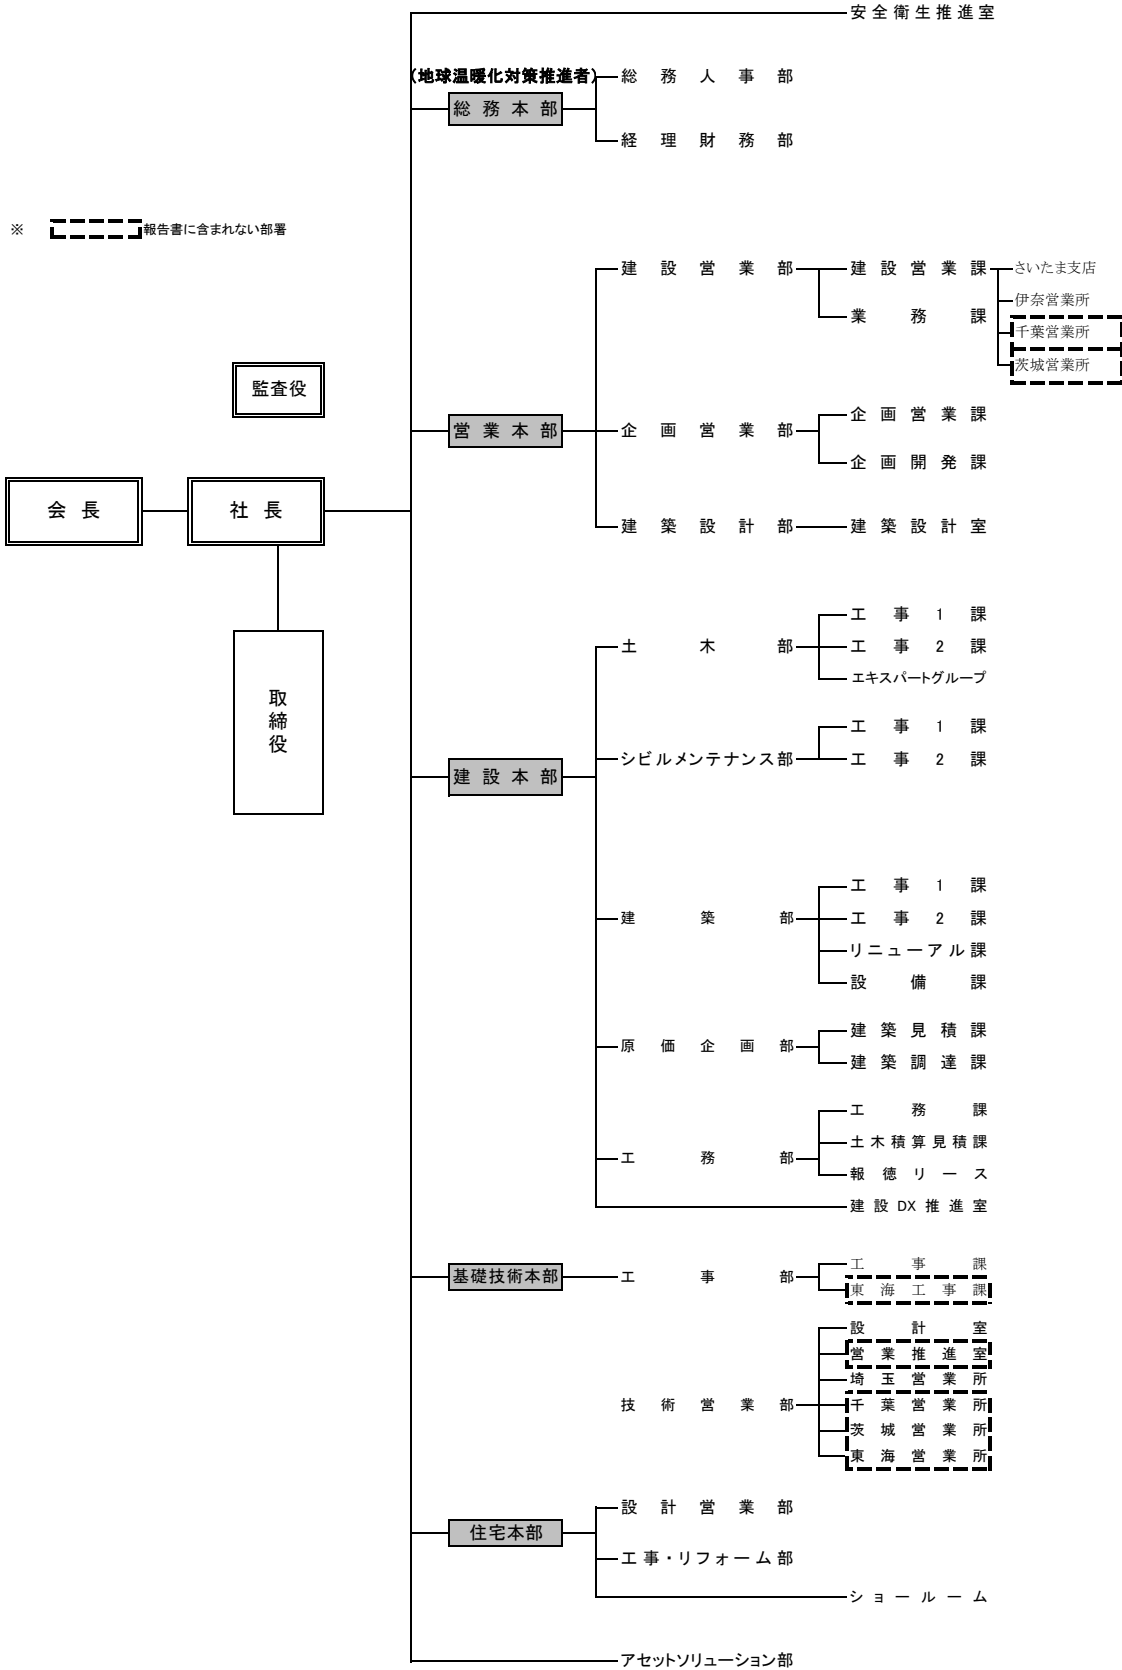 安全衛生推進室
(地球温暖化対策推進者)
総務人事部
総務本部
経理財務部
※ 報告書に含まれない部署
建設営業部
建設営業課
さいたま支店
伊奈営業所
業務課
千葉営業所
茨城営業所
監査役
営業本部
企画営業部
企画営業課
企画開発課
会長
社長
建築設計部
建築設計室
取締役
建設本部
土木部
工事1課
工事2課
エキスパートグループ
シビルメンテナンス部
工事1課
工事2課
建築部
工事1課
工事2課
リニューアル課
設備課
原価企画部
建築見積課
建築調達課
工務部
工務課
土木積算見積課
報徳リース
建設DX推進室
基礎技術本部
工事部
工事課
東海工事課
技術営業部
設計室
営業推進室
埼玉営業所
千葉営業所
茨城営業所
東海営業所
住宅本部
設計営業部
工事・リフォーム部
ショールーム
アセットソリューション部